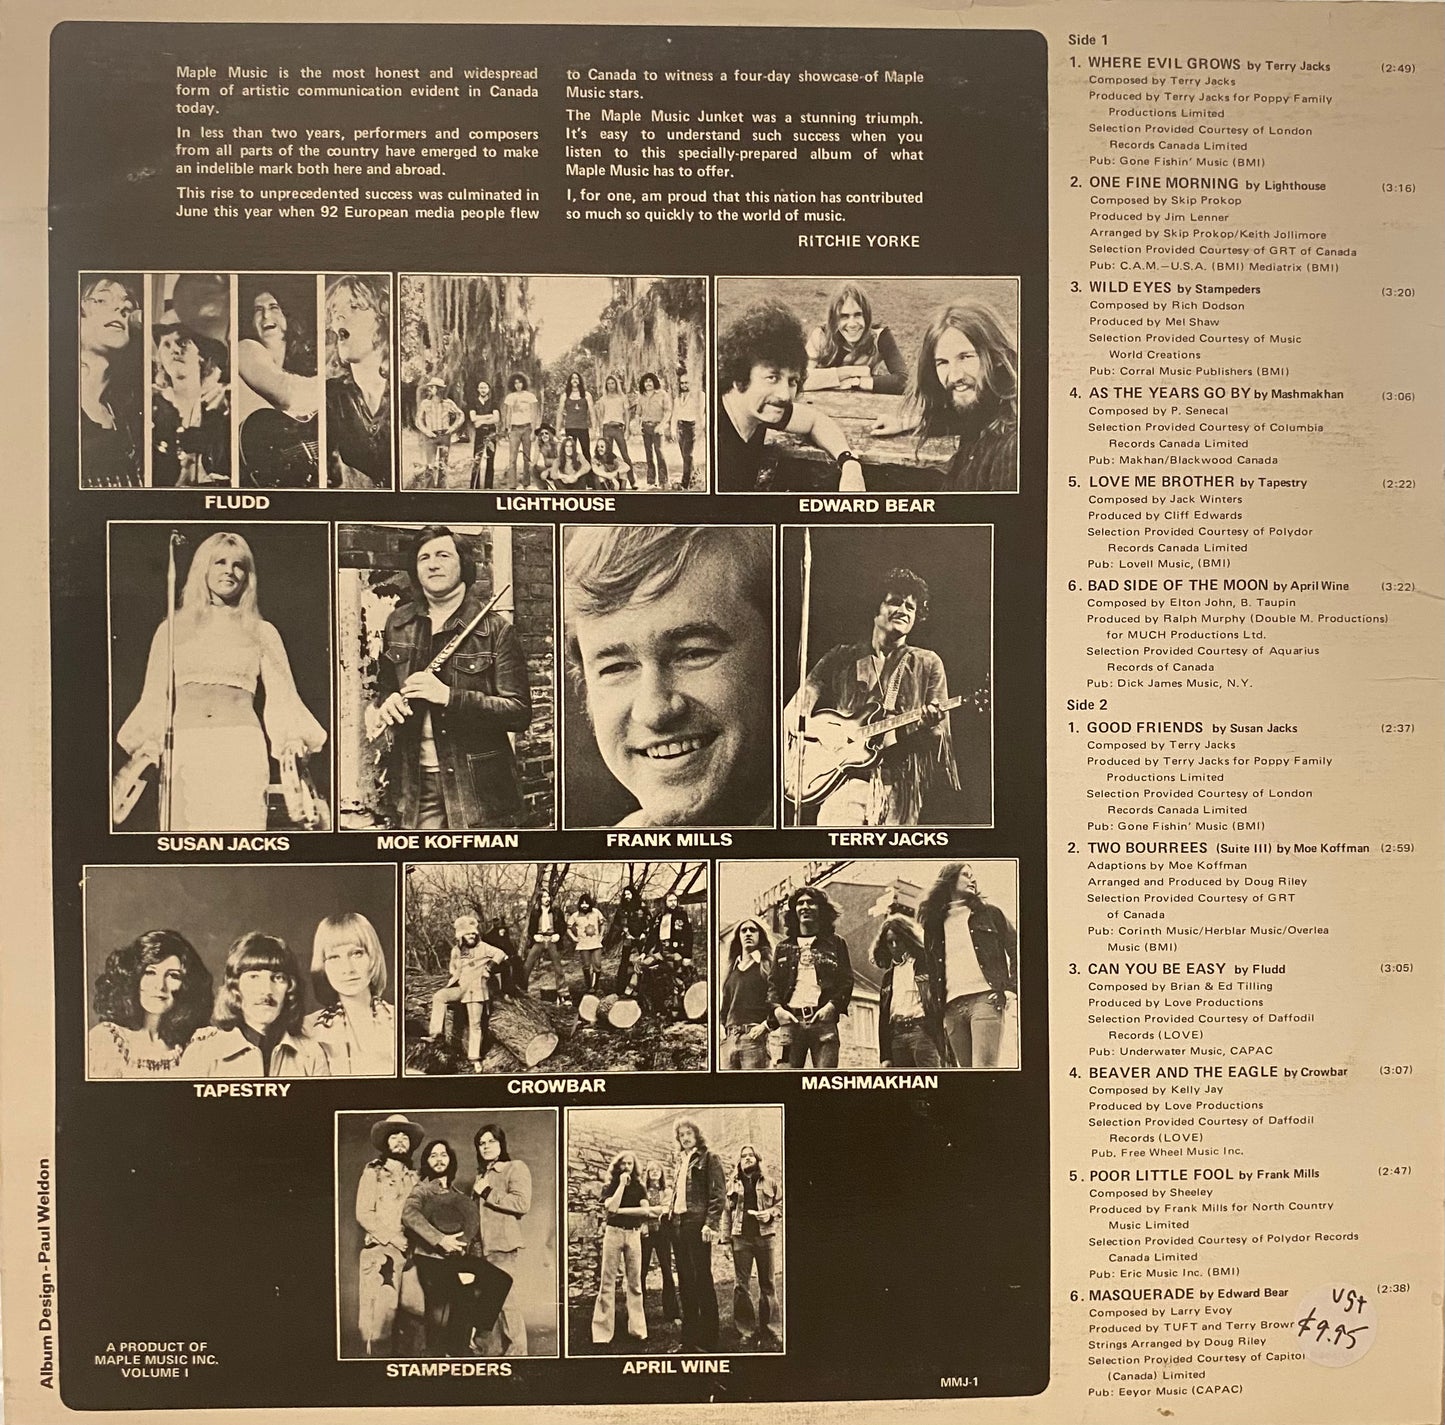 Maple Music is the most honest and widespread
form of artistic communication evident in Canada
today.
In less than two years, performers and composers
from all parts of the country have emerged to make
an indelible mark both here and abroad.
This rise to unprecedented success was culminated in
June this year when 92 European media people flew
to Canada to witness a four-day showcase of Maple
Music stars.
The Maple Music Junket was a stunning triumph.
It's easy to understand such success when you
listen to this specially-prepared album of what
Maple Music has to offer.
I, for one, am proud that this nation has contributed
so much so quickly to the world of music.
RITCHIE YORKE
FLUDD
LIGHTHOUSE
EDWARD BEAR
SUSAN JACKS
MOE KOFFMAN
FRANK MILLS
TERRY JACKS
TAPESTRY
CROWBAR
MASHMAKHAN
STAMPEDERS
APRIL WINE
Album Design - Paul Weldon
A PRODUCT OF
MAPLE MUSIC INC.
VOLUME I
MMJ-1
Side 1
1. WHERE EVIL GROWS by Terry Jacks (2:49)
Composed by Terry Jacks
Produced by Terry Jacks for Poppy Family
Productions Limited
Selection Provided Courtesy of London
Records Canada Limited
Pub: Gone Fishin' Music (BMI)
2. ONE FINE MORNING by Lighthouse (3:16)
Composed by Skip Prokop
Produced by Jim Lenner
Arranged by Skip Prokop/Keith Jollimore
Selection Provided Courtesy of GRT of Canada
Pub: C.A.M.–U.S.A. (BMI) Mediatrix (BMI)
3. WILD EYES by Stampeders (3:20)
Composed by Rich Dodson
Produced by Mel Shaw
Selection Provided Courtesy of Music
World Creations
Pub: Corral Music Publishers (BMI)
4. AS THE YEARS GO BY by Mashmakhan (3:06)
Composed by P. Senecal
Selection Provided Courtesy of Columbia
Records Canada Limited
Pub: Makhan/Blackwood Canada
5. LOVE ME BROTHER by Tapestry (2:22)
Composed by Jack Winters
Produced by Cliff Edwards
Selection Provided Courtesy of Polydor
Records Canada Limited
Pub: Lovell Music, (BMI)
6. BAD SIDE OF THE MOON by April Wine (3:22)
Composed by Elton John, B. Taupin
Produced by Ralph Murphy (Double M. Productions)
for MUCH Productions Ltd.
Selection Provided Courtesy of Aquarius
Records of Canada
Pub: Dick James Music, N.Y.
Side 2
1. GOOD FRIENDS by Susan Jacks (2:37)
Composed by Terry Jacks
Produced by Terry Jacks for Poppy Family
Productions Limited
Selection Provided Courtesy of London
Records Canada Limited
Pub: Gone Fishin' Music (BMI)
2. TWO BOURREES (Suite III) by Moe Koffman (2:59)
Adaptions by Moe Koffman
Arranged and Produced by Doug Riley
Selection Provided Courtesy of GRT
of Canada
Pub: Corinth Music/Herblar Music/Overlea
Music (BMI)
3. CAN YOU BE EASY by Fludd (3:05)
Composed by Brian & Ed Tilling
Produced by Love Productions
Selection Provided Courtesy of Daffodil
Records (LOVE)
Pub: Underwater Music, CAPAC
4. BEAVER AND THE EAGLE by Crowbar (3:07)
Composed by Kelly Jay
Produced by Love Productions
Selection Provided Courtesy of Daffodil
Records (LOVE)
Pub. Free Wheel Music Inc.
5. POOR LITTLE FOOL by Frank Mills (2:47)
Composed by Sheeley
Produced by Frank Mills for North Country
Music Limited
Selection Provided Courtesy of Polydor Records
Canada Limited
Pub: Eric Music Inc. (BMI)
6. MASQUERADE by Edward Bear (2:38)
Composed by Larry Evoy
Produced by TUFT and Terry Brown
Strings Arranged by Doug Riley
Selection Provided Courtesy of Capitol
(Canada) Limited
Pub: Eeyor Music (CAPAC)
VG+
$9.95